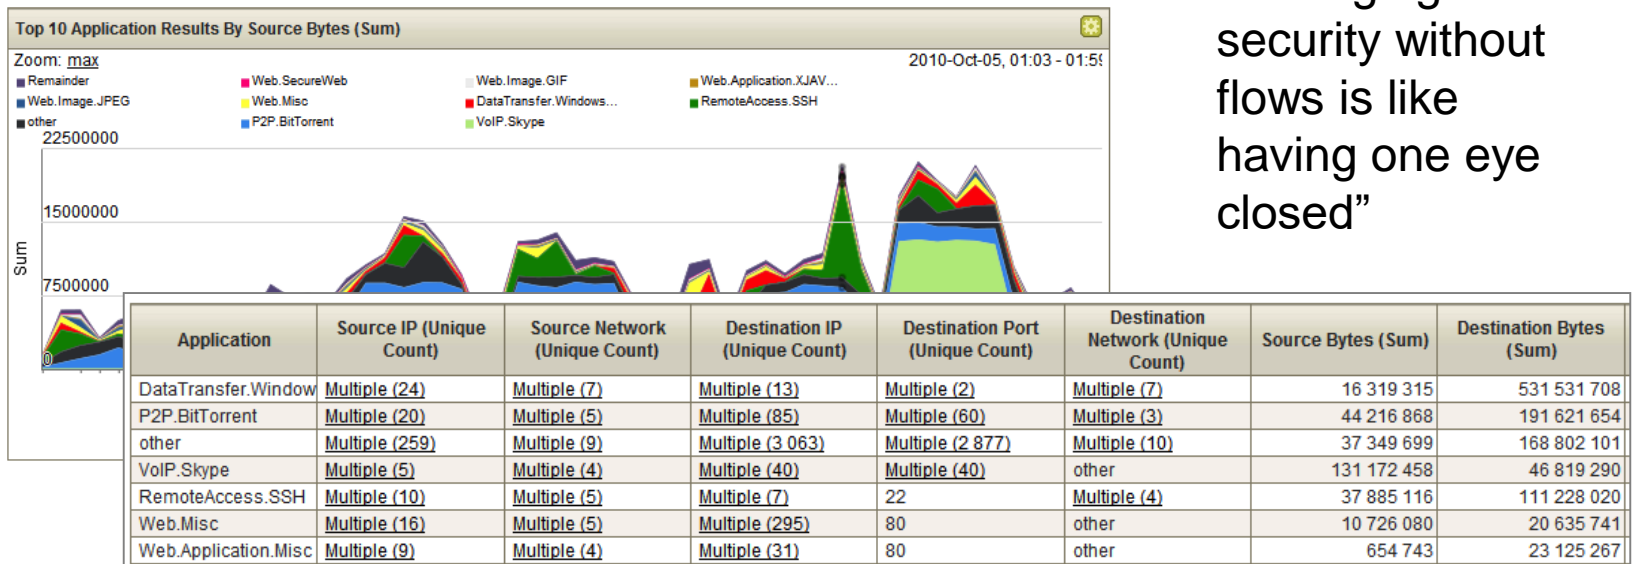 Top 10 Application Results By Source Bytes (Sum)
Zoom: max
2010-Oct-05, 01:03 - 01:59
Remainder
Web.SecureWeb
Web.Image.GIF
Web.Application.XJAV...
Web.Image.JPEG
Web.Misc
DataTransfer.Windows...
RemoteAccess.SSH
other
P2P.BitTorrent
VoIP.Skype
22500000
15000000
7500000
0
Sum
security without
flows is like
having one eye
closed”
Application Source IP (Unique Count) Source Network (Unique Count) Destination IP (Unique Count) Destination Port (Unique Count) Destination Network (Unique Count) Source Bytes (Sum) Destination Bytes (Sum)
DataTransfer.Window Multiple (24) Multiple (7) Multiple (13) Multiple (2) Multiple (7) 16 319 315 531 531 708
P2P.BitTorrent Multiple (20) Multiple (5) Multiple (85) Multiple (60) Multiple (3) 44 216 868 191 621 654
other Multiple (259) Multiple (9) Multiple (3 063) Multiple (2 877) Multiple (10) 37 349 699 168 802 101
VoIP.Skype Multiple (5) Multiple (4) Multiple (40) Multiple (40) other 131 172 458 46 819 290
RemoteAccess.SSH Multiple (10) Multiple (5) Multiple (7) 22 Multiple (4) 37 885 116 111 228 020
Web.Misc Multiple (16) Multiple (5) Multiple (295) 80 other 10 726 080 20 635 741
Web.Application.Misc Multiple (9) Multiple (4) Multiple (31) 80 other 654 743 23 125 267